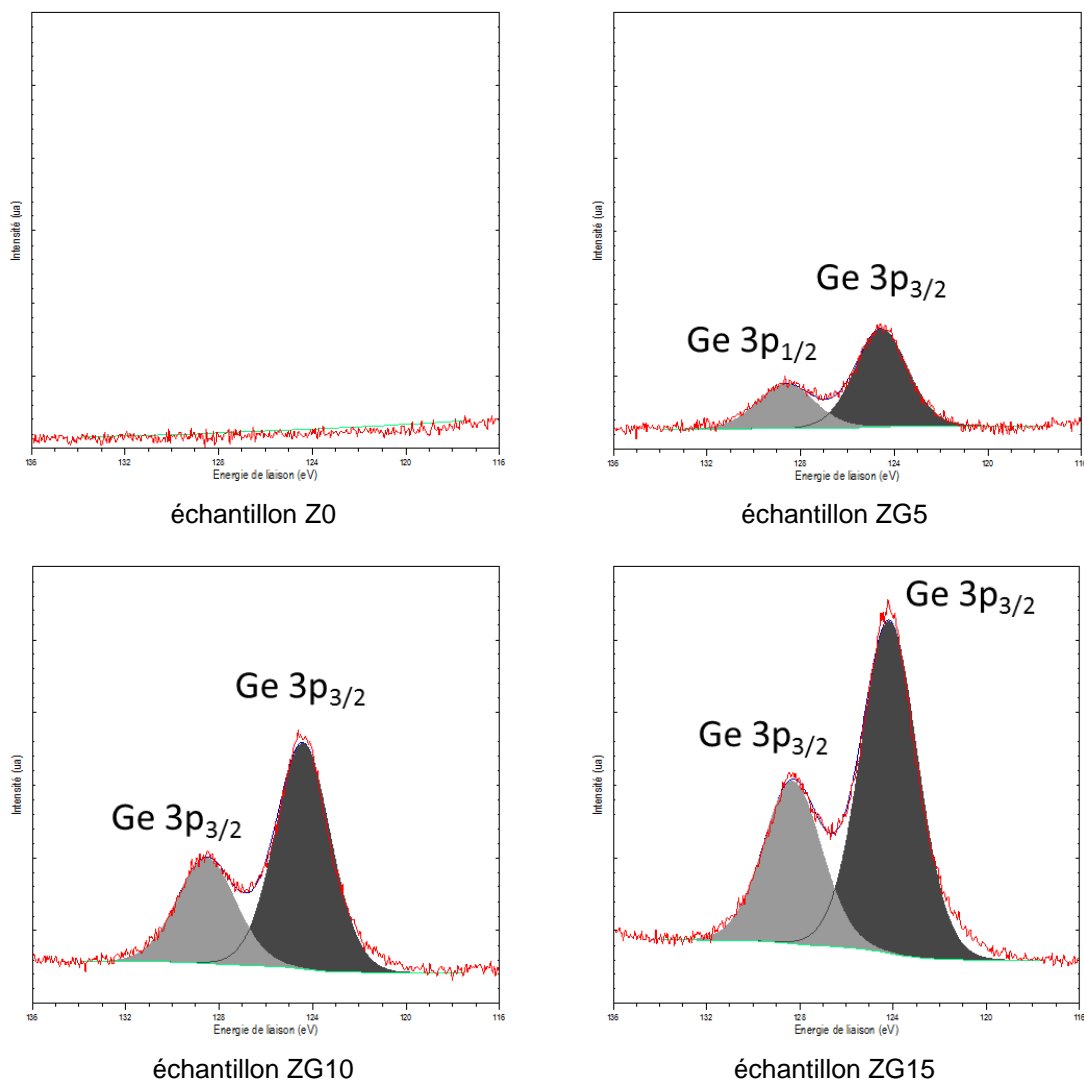 Intensité (ua)
136 132 128 124 120 116
Energie de liaison (eV)
échantillon Z0
Ge 3p3/2
Ge 3p1/2
Intensité (ua)
136 132 128 124 120 116
Energie de liaison (eV)
échantillon ZG5
Ge 3p3/2
Ge 3p3/2
Intensité (ua)
136 132 128 124 120 116
Energie de liaison (eV)
échantillon ZG10
Ge 3p3/2
Ge 3p3/2
Intensité (ua)
136 132 128 124 120 116
Energie de liaison (eV)
échantillon ZG15